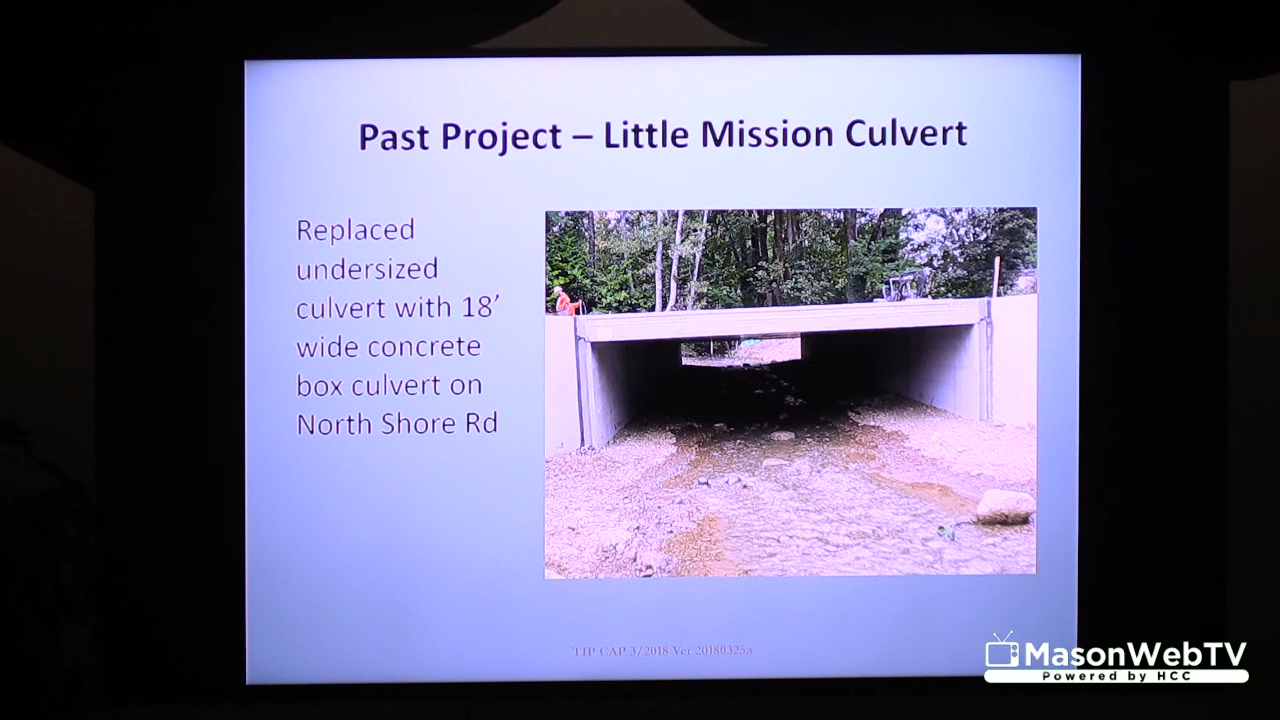 Past Project – Little Mission Culvert
Replaced
undersized
culvert with 18’
wide concrete
box culvert on
North Shore Rd
TIP CAP 3/2018 Ver 20180325a
MasonWebTV
Powered by HCC